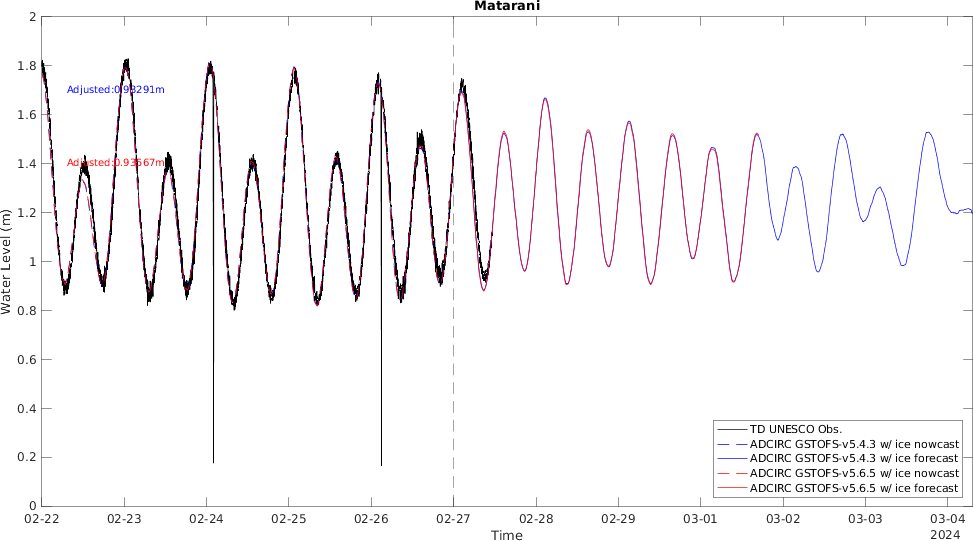 Matarani
Water Level (m)
2
1.8
1.6
1.4
1.2
1
0.8
0.6
0.4
0.2
0
Adjusted:0.93291m
Adjusted:0.93667m
TD UNESCO Obs.
ADCIRC GSTOFS-v5.4.3 w/ ice nowcast
ADCIRC GSTOFS-v5.4.3 w/ ice forecast
ADCIRC GSTOFS-v5.6.5 w/ ice nowcast
ADCIRC GSTOFS-v5.6.5 w/ ice forecast
02-22 02-23 02-24 02-25 02-26 02-27 02-28 02-29 03-01 03-02 03-03 03-04
2024
Time